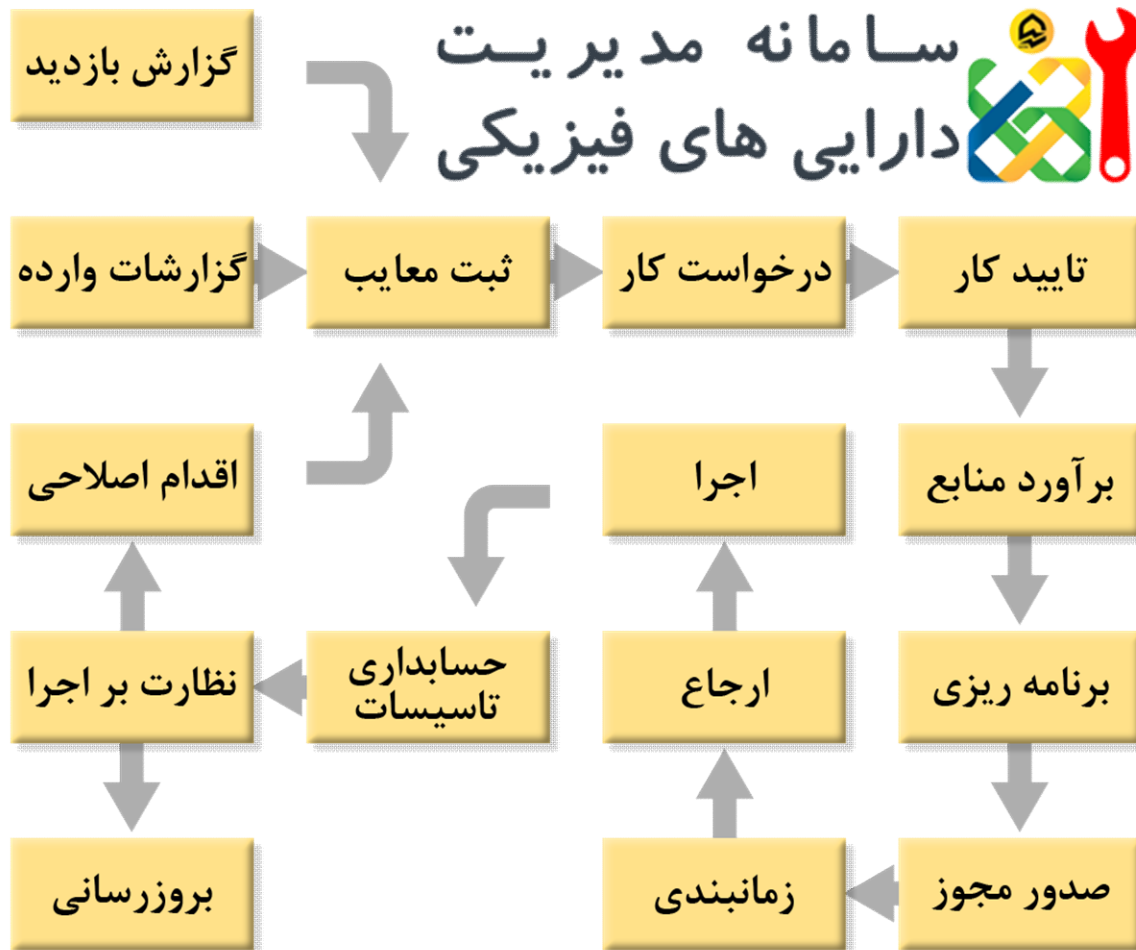 سامانه مدیریت
دارایی های فیزیکی
گزارش بازدید
گزارشات وارده
ثبت معایب
درخواست کار
تایید کار
اقدام اصلاحی
اجرا
برآورد منابع
نظارت بر اجرا
حسابداری
تاسیسات
ارجاع
برنامه ریزی
بروزرسانی
زمانبندی
صدور مجوز